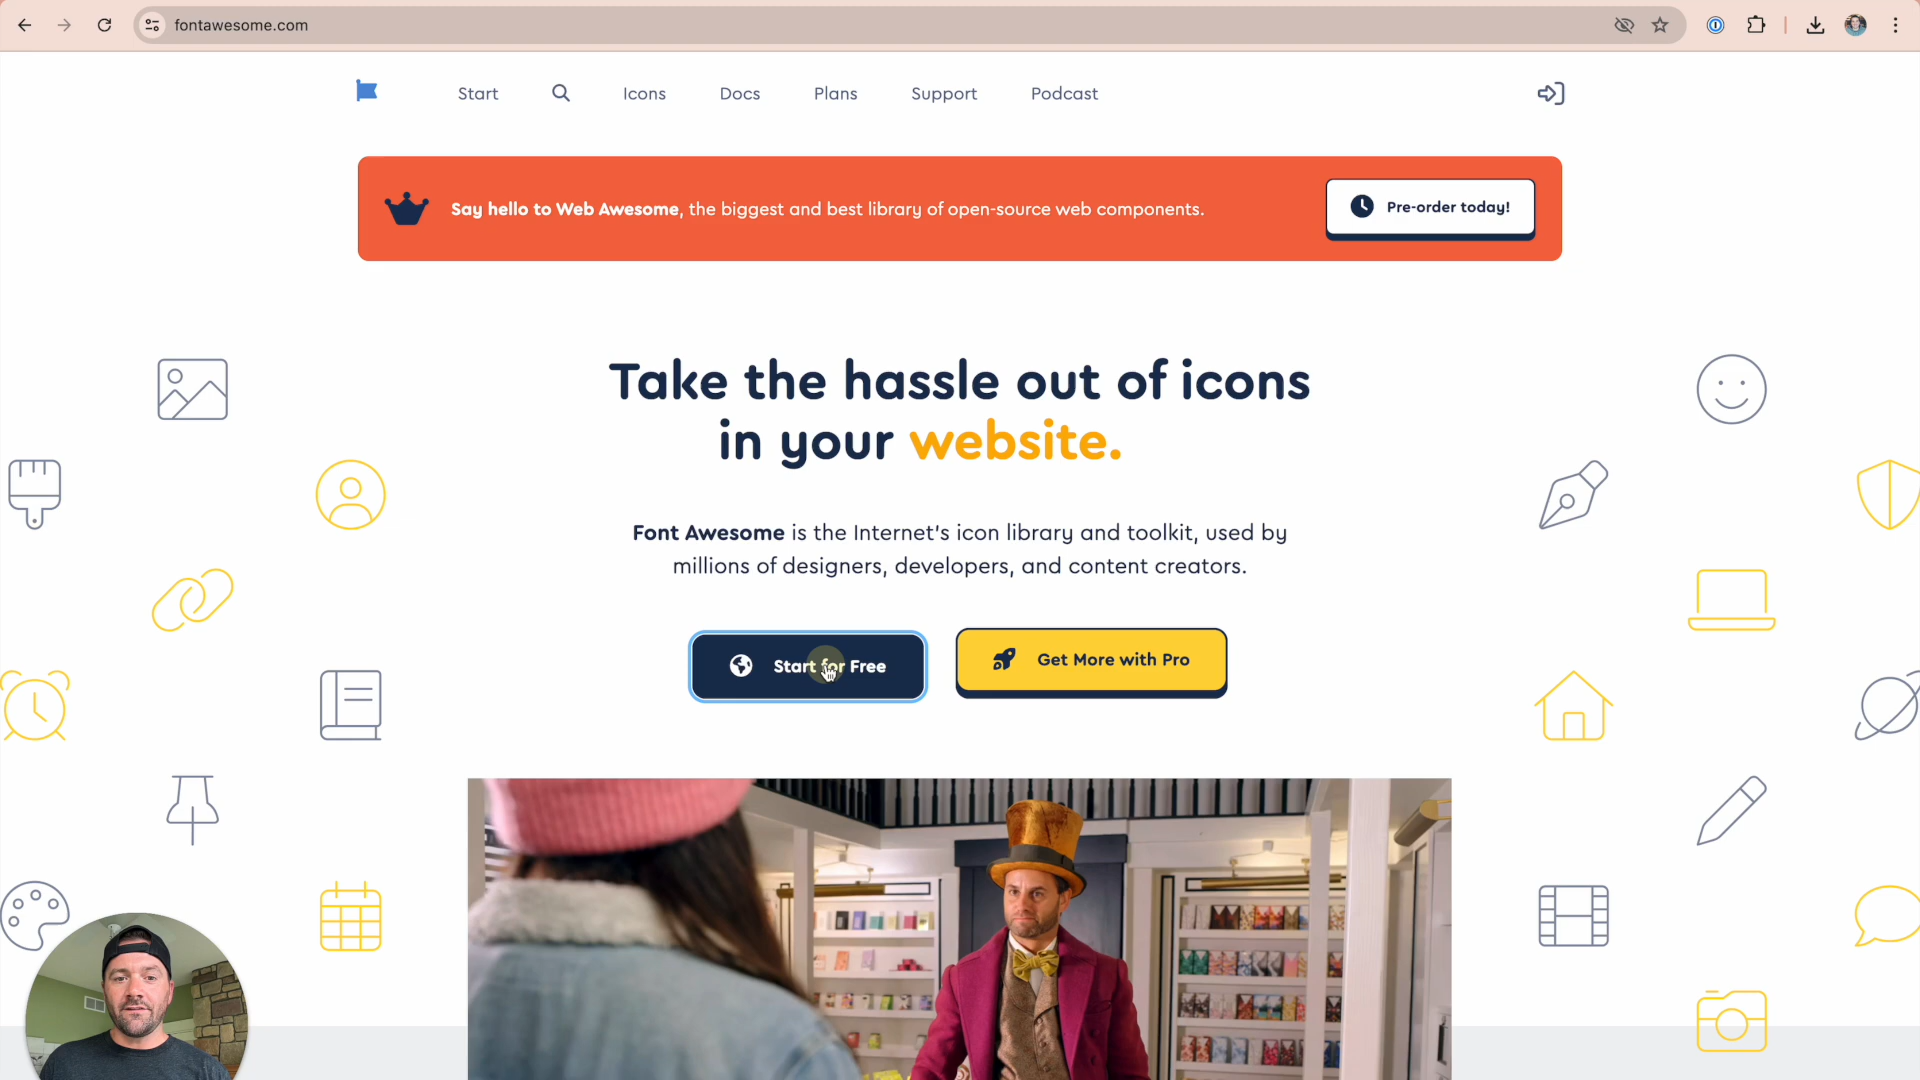 fontawesome.com
Start
Icons
Docs
Plans
Support
Podcast
Say hello to Web Awesome, the biggest and best library of open-source web components.
Pre-order today!
Take the hassle out of icons
in your website.
Font Awesome is the Internet's icon library and toolkit, used by
millions of designers, developers, and content creators.
Start for Free
Get More with Pro